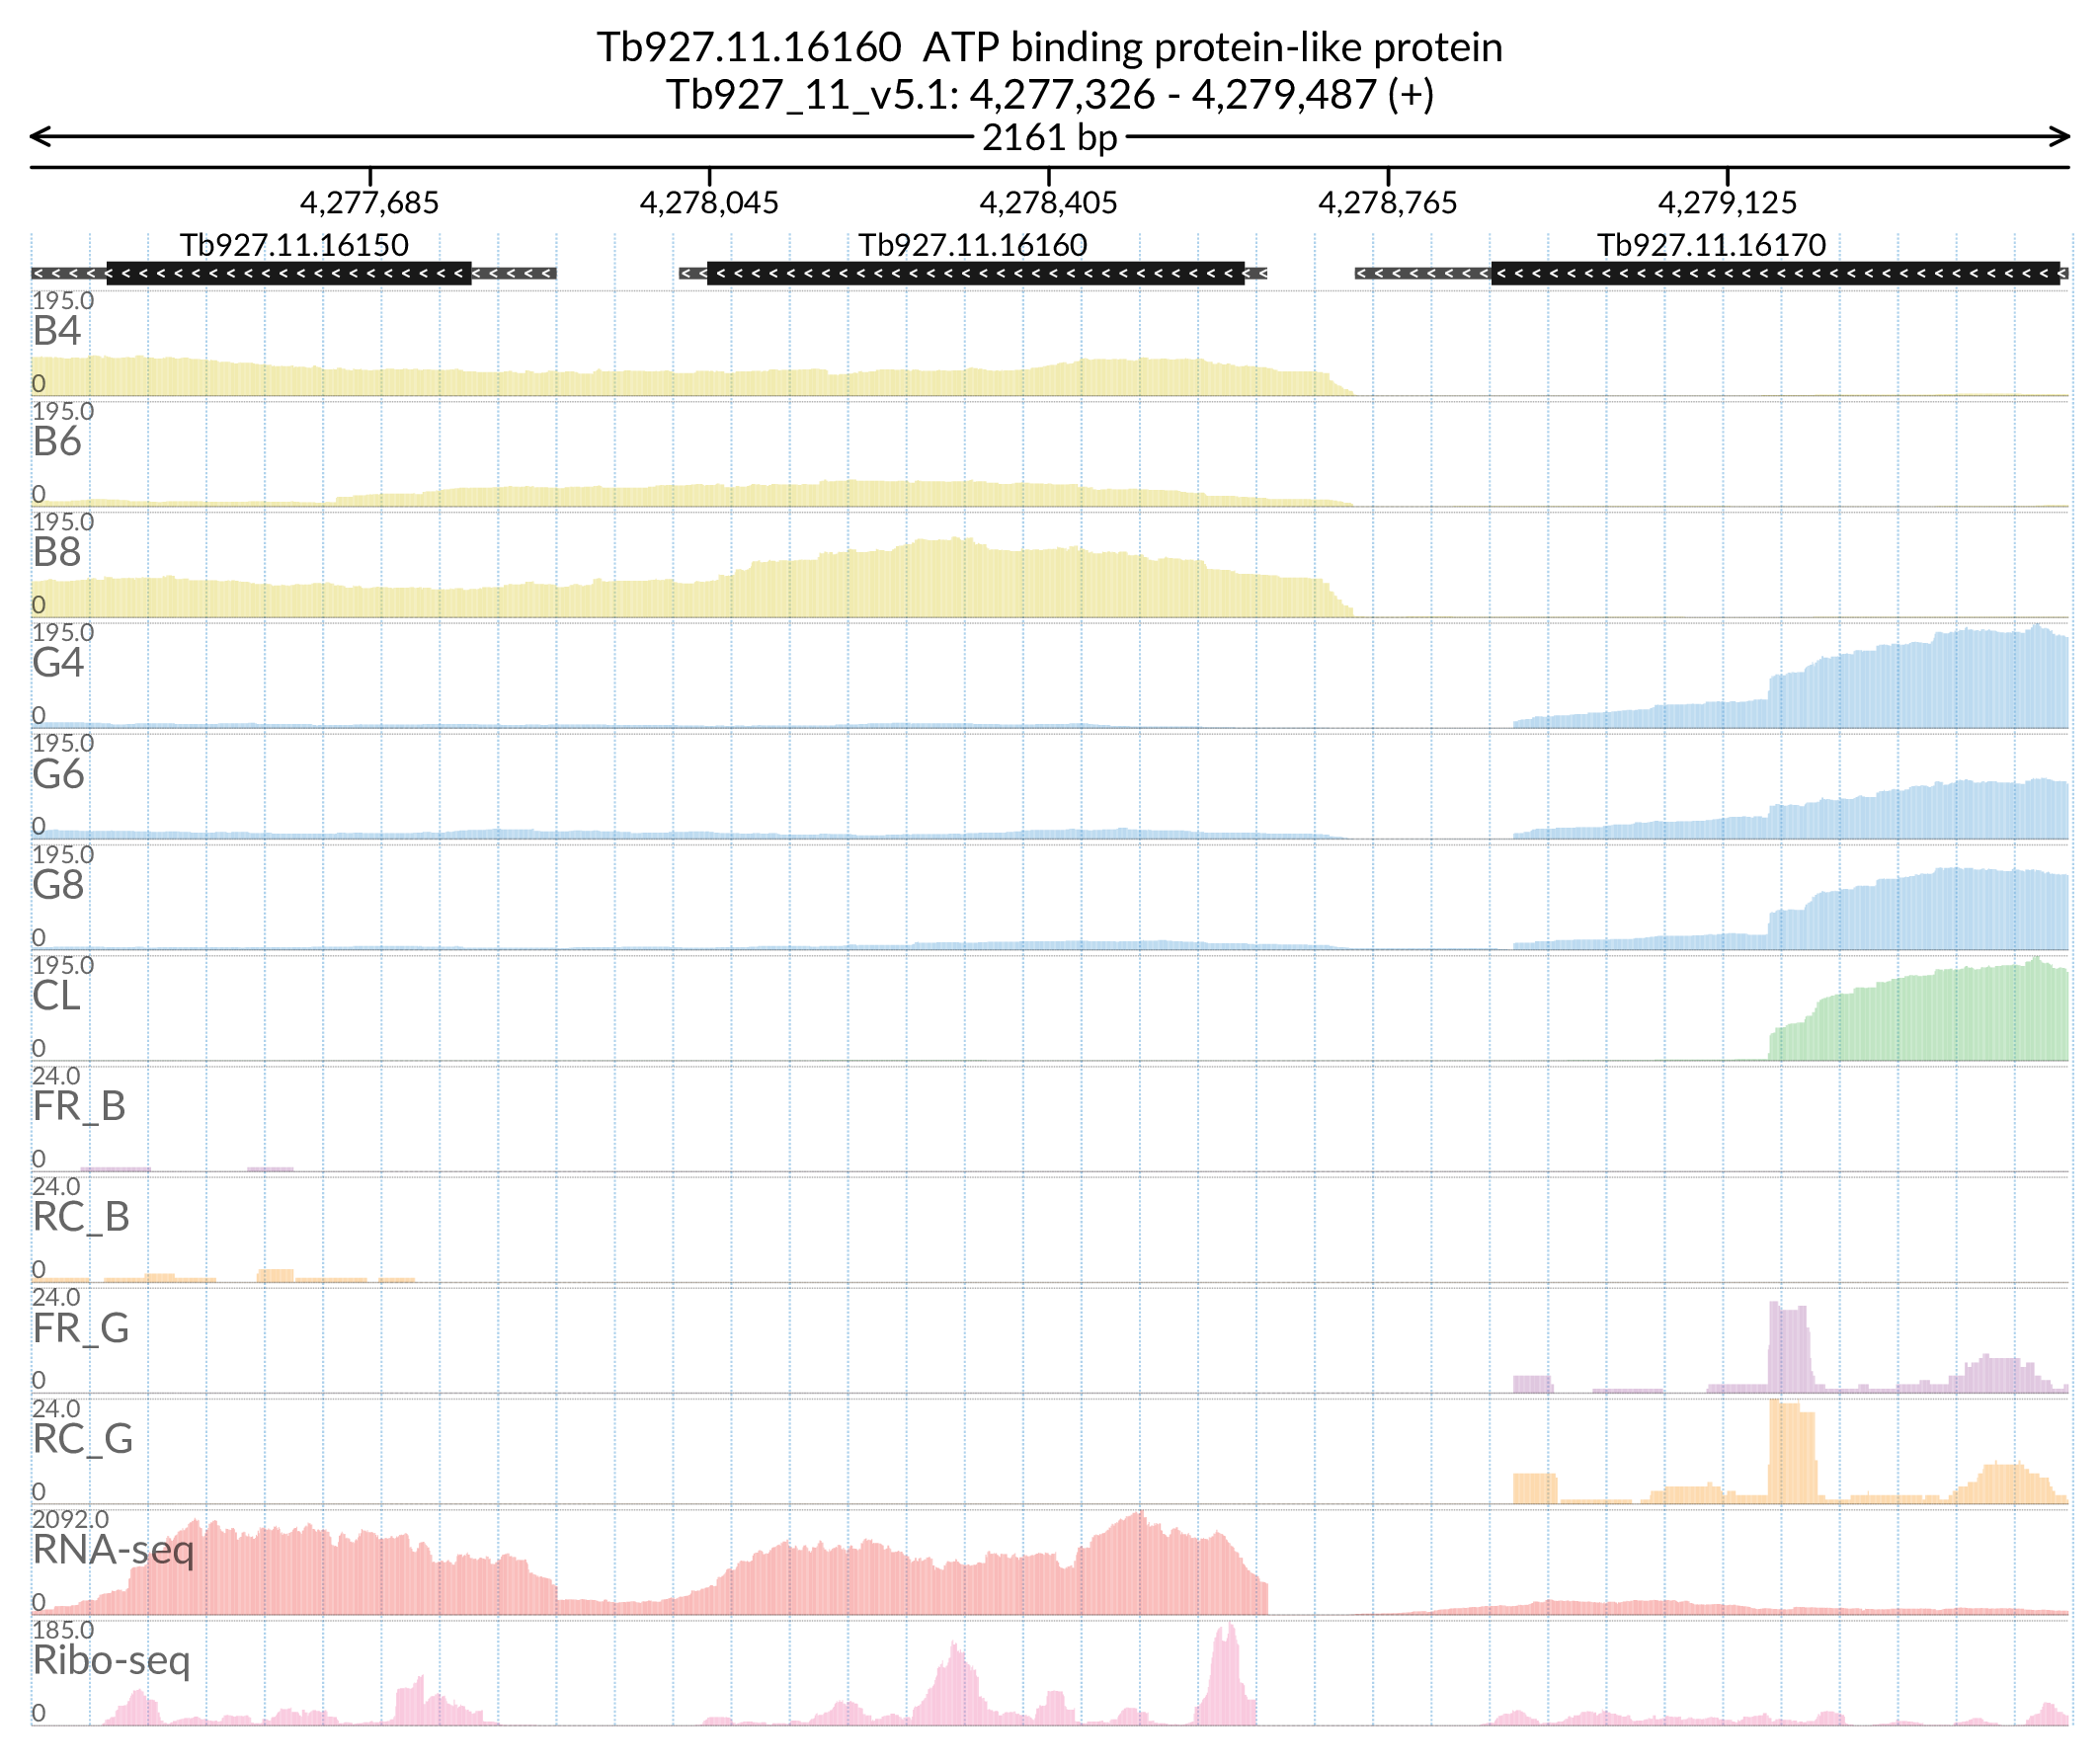 Tb927.11.16160 ATP binding protein-like protein
Tb927_11_v5.1: 4,277,326 - 4,279,487 (+)
2161 bp
4,277,685 4,278,045 4,278,405 4,278,765 4,279,125
Tb927.11.16150 Tb927.11.16160 Tb927.11.16170
195.0
B4
0
195.0
B6
0
195.0
B8
0
195.0
G4
0
195.0
G6
0
195.0
G8
0
195.0
CL
0
24.0
FR_B
0
24.0
RC_B
0
24.0
FR_G
0
24.0
RC_G
0
2092.0
RNA-seq
0
185.0
Ribo-seq
0